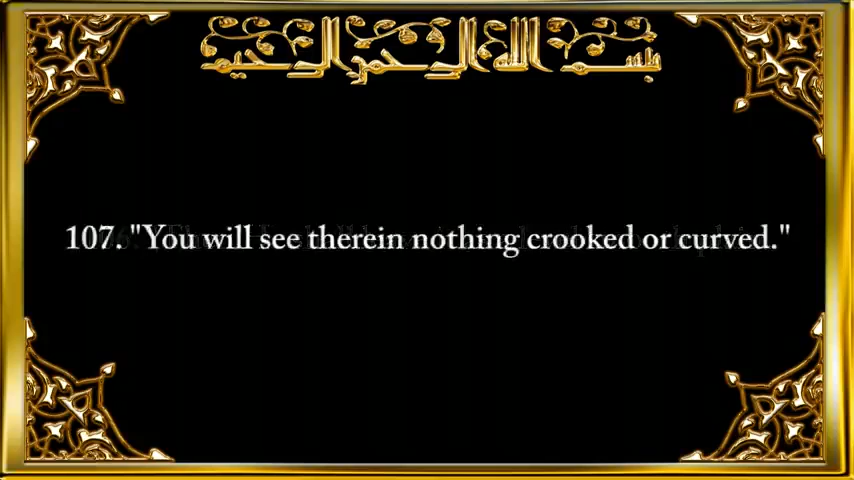 بسم الله الرحمن الرحيم
107. "You will see therein nothing crooked or curved."